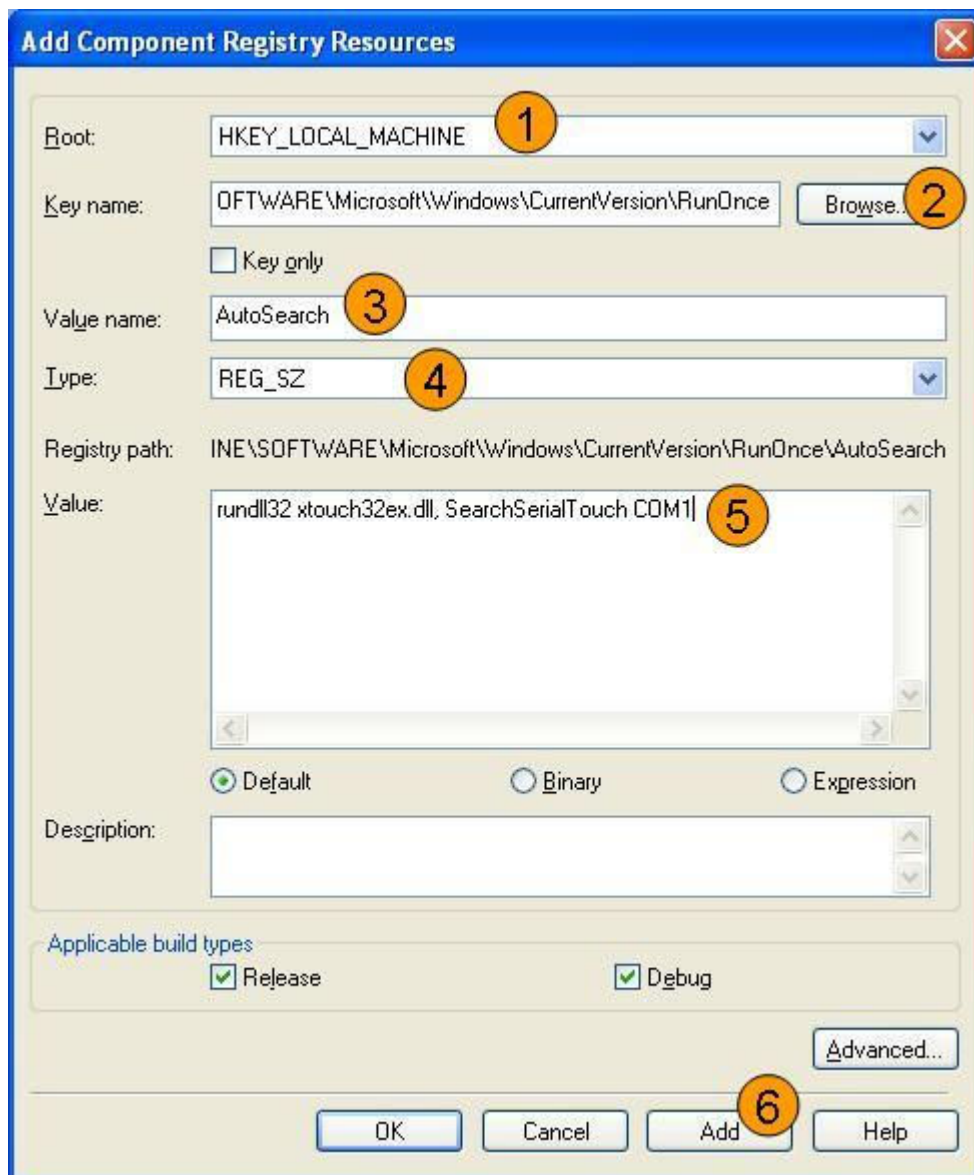 Add Component Registry Resources
Root: HKEY_LOCAL_MACHINE 1
Key name: OFTWARE\Microsoft\Windows\CurrentVersion\RunOnce Browse.. 2
Key only
Value name: AutoSearch 3
Type: REG_SZ 4
Registry path: INE\SOFTWARE\Microsoft\Windows\CurrentVersion\RunOnce\AutoSearch
Value: rundll32 xtouch32ex.dll, SearchSerialTouch COM1 5
Default Binary Expression
Description:
Applicable build types
Release Debug
Advanced...
OK Cancel Add 6 Help